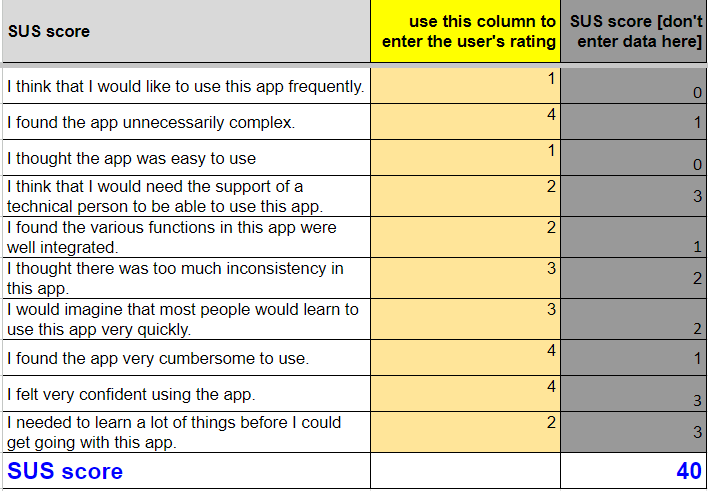 SUS score
use this column to
enter the user's rating
SUS score [don't
enter data here]
I think that I would like to use this app frequently. 1 0
I found the app unnecessarily complex. 4 1
I thought the app was easy to use 1 0
I think that I would need the support of a
technical person to be able to use this app. 2 3
I found the various functions in this app were
well integrated. 2 1
I thought there was too much inconsistency in
this app. 3 2
I would imagine that most people would learn to
use this app very quickly. 3 2
I found the app very cumbersome to use. 4 1
I felt very confident using the app. 4 3
I needed to learn a lot of things before I could
get going with this app. 2 3
SUS score 40